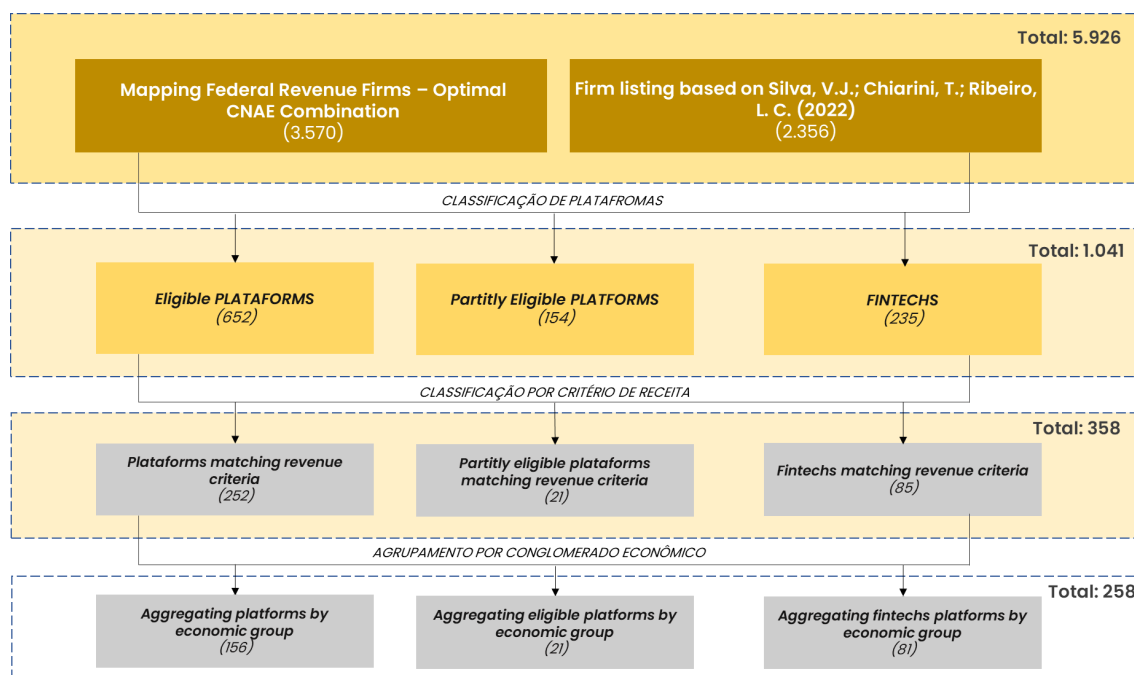 Total: 5.926
Mapping Federal Revenue Firms – Optimal
CNAE Combination
(3.570)
Firm listing based on Silva, V.J.; Chiarini, T.; Ribeiro,
L. C. (2022)
(2.356)
CLASSIFICAÇÃO DE PLATAFROMAS
Total: 1.041
Eligible PLATAFORMS
(652)
Partitly Eligible PLATFORMS
(154)
FINTECHS
(235)
CLASSIFICAÇÃO POR CRITÉRIO DE RECEITA
Total: 358
Plataforms matching revenue
criteria
(252)
Partitly eligible plataforms
matching revenue criteria
(21)
Fintechs matching revenue criteria
(85)
AGRUPAMENTO POR CONGLOMERADO ECONÔMICO
Total: 258
Aggregating platforms by
economic group
(156)
Aggregating eligible platforms by
economic group
(21)
Aggregating fintechs platforms by
economic group
(81)